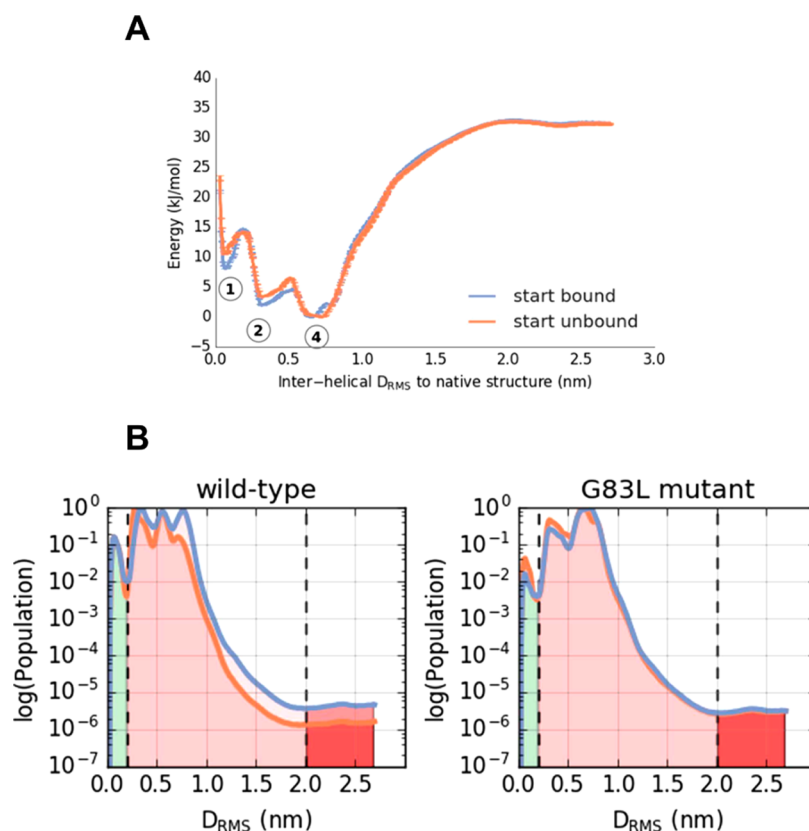 A
40
35
30
25
20
15
10
5
0
−5
Energy (kJ/mol)
1
2
4
start bound
start unbound
0.0 0.5 1.0 1.5 2.0 2.5 3.0
Inter−helical DRMS to native structure (nm)
B
wild-type
10^0
10^-1
10^-2
10^-3
10^-4
10^-5
10^-6
10^-7
log(Population)
0.0 0.5 1.0 1.5 2.0 2.5
DRMS (nm)
G83L mutant
10^0
10^-1
10^-2
10^-3
10^-4
10^-5
10^-6
10^-7
log(Population)
0.0 0.5 1.0 1.5 2.0 2.5
DRMS (nm)